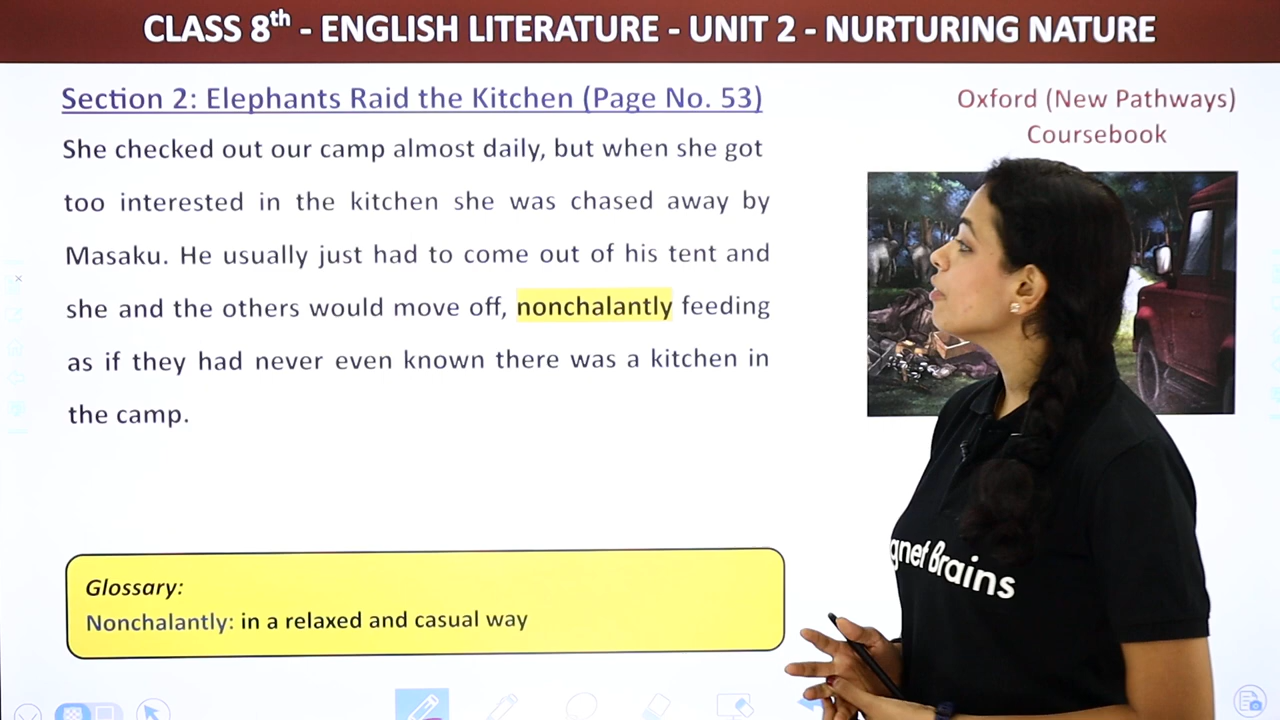 CLASS 8th - ENGLISH LITERATURE - UNIT 2 - NURTURING NATURE
Section 2: Elephants Raid the Kitchen (Page No. 53)
Oxford (New Pathways)
Coursebook
She checked out our camp almost daily, but when she got
too interested in the kitchen she was chased away by
Masaku. He usually just had to come out of his tent and
she and the others would move off, nonchalantly feeding
as if they had never even known there was a kitchen in
the camp.
Glossary:
Nonchalantly: in a relaxed and casual way
Brains